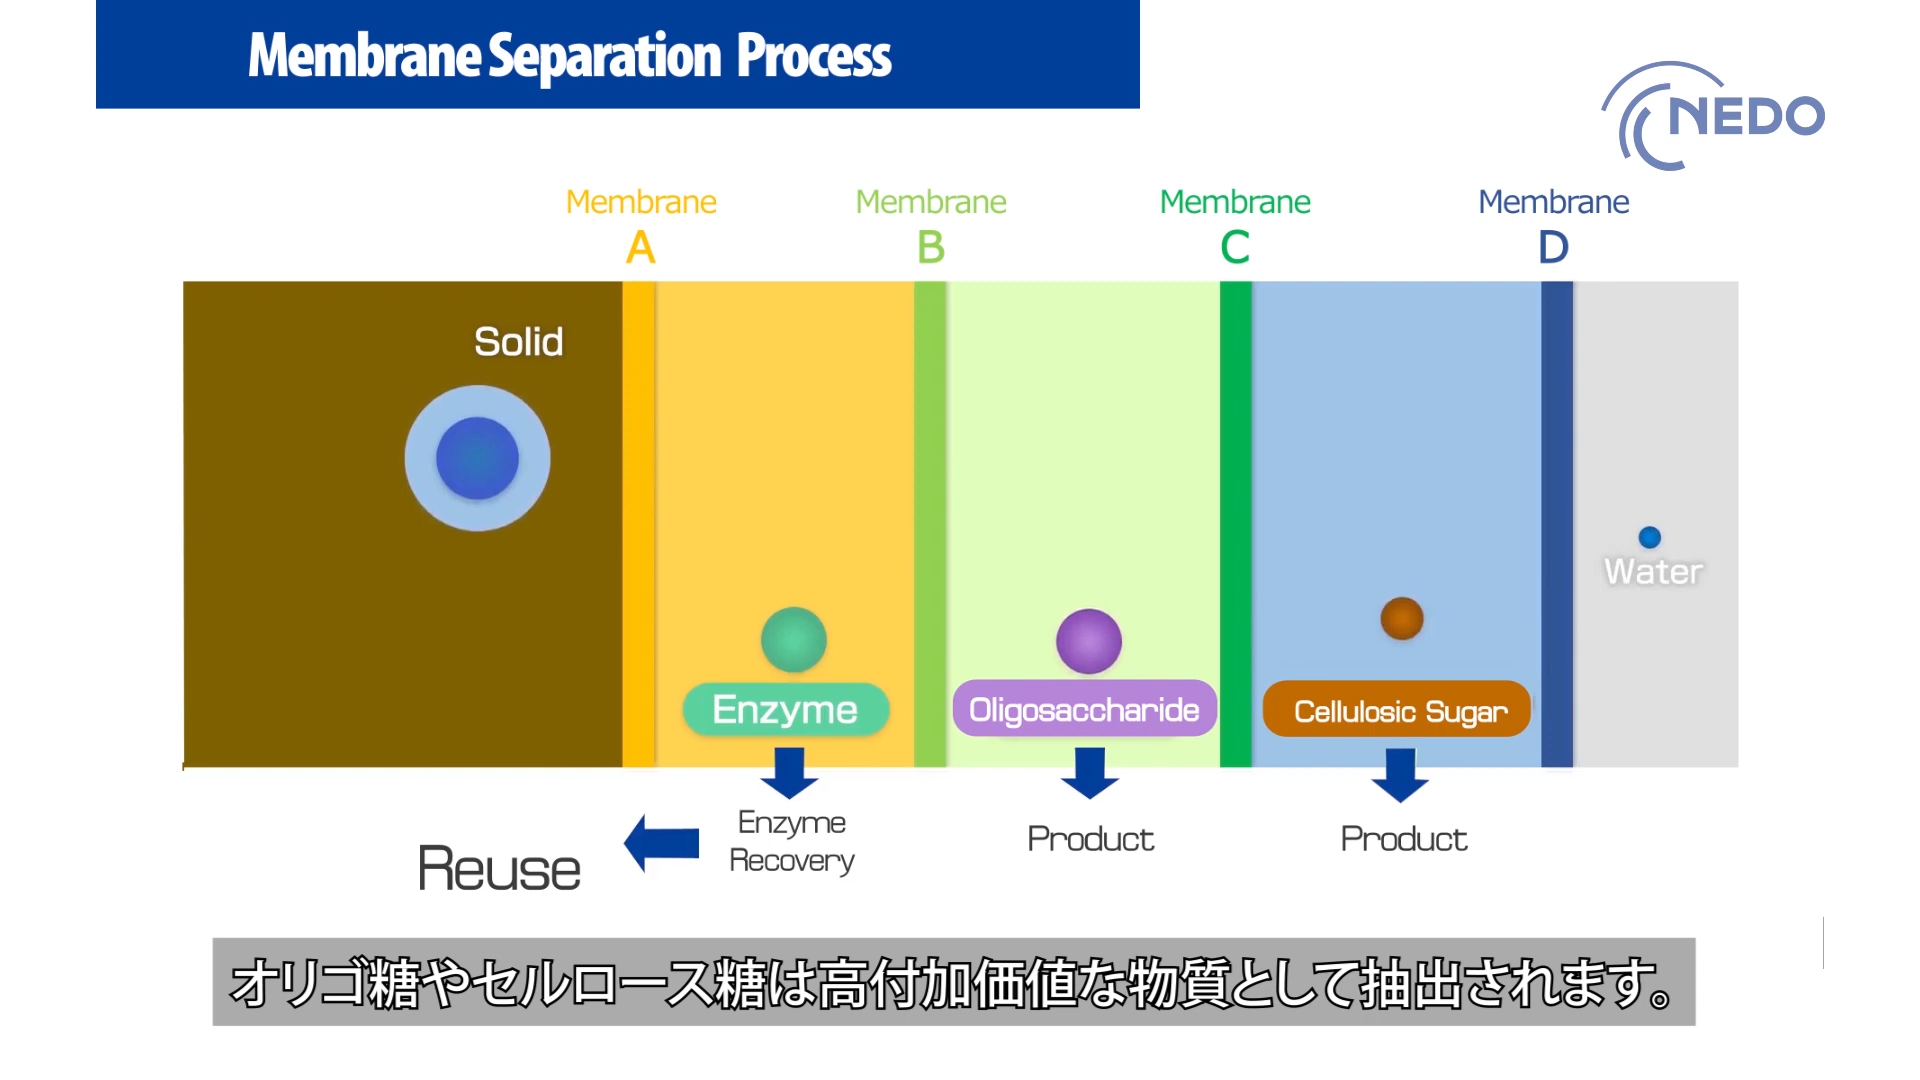 Membrane Separation Process
NEDO
Membrane
A
Membrane
B
Membrane
C
Membrane
D
Solid
Water
Enzyme
Oligosaccharide
Cellulosic Sugar
Reuse
Enzyme
Recovery
Product
Product
オリゴ糖やセルロース糖は高付加価値な物質として抽出されます。